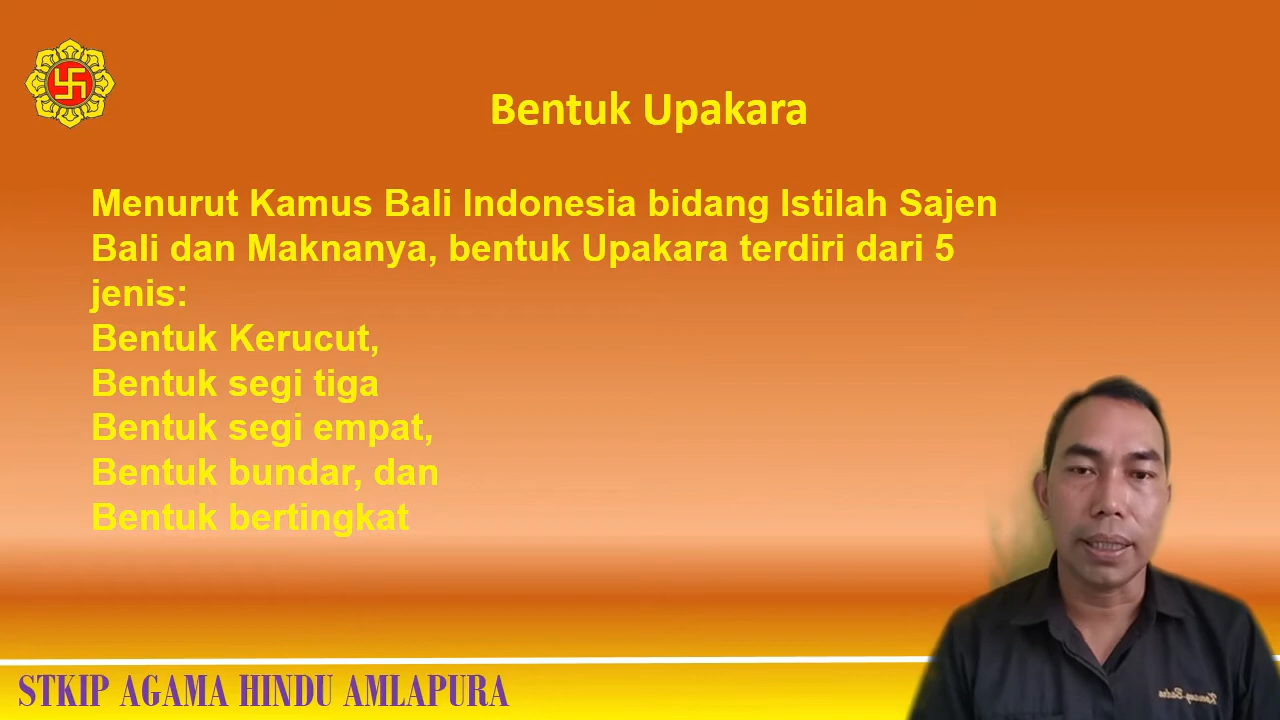 Bentuk Upakara
Menurut Kamus Bali Indonesia bidang Istilah Sajen
Bali dan Maknanya, bentuk Upakara terdiri dari 5
jenis:
Bentuk Kerucut,
Bentuk segi tiga
Bentuk segi empat,
Bentuk bundar, dan
Bentuk bertingkat
STKIP AGAMA HINDU AMLAPURA